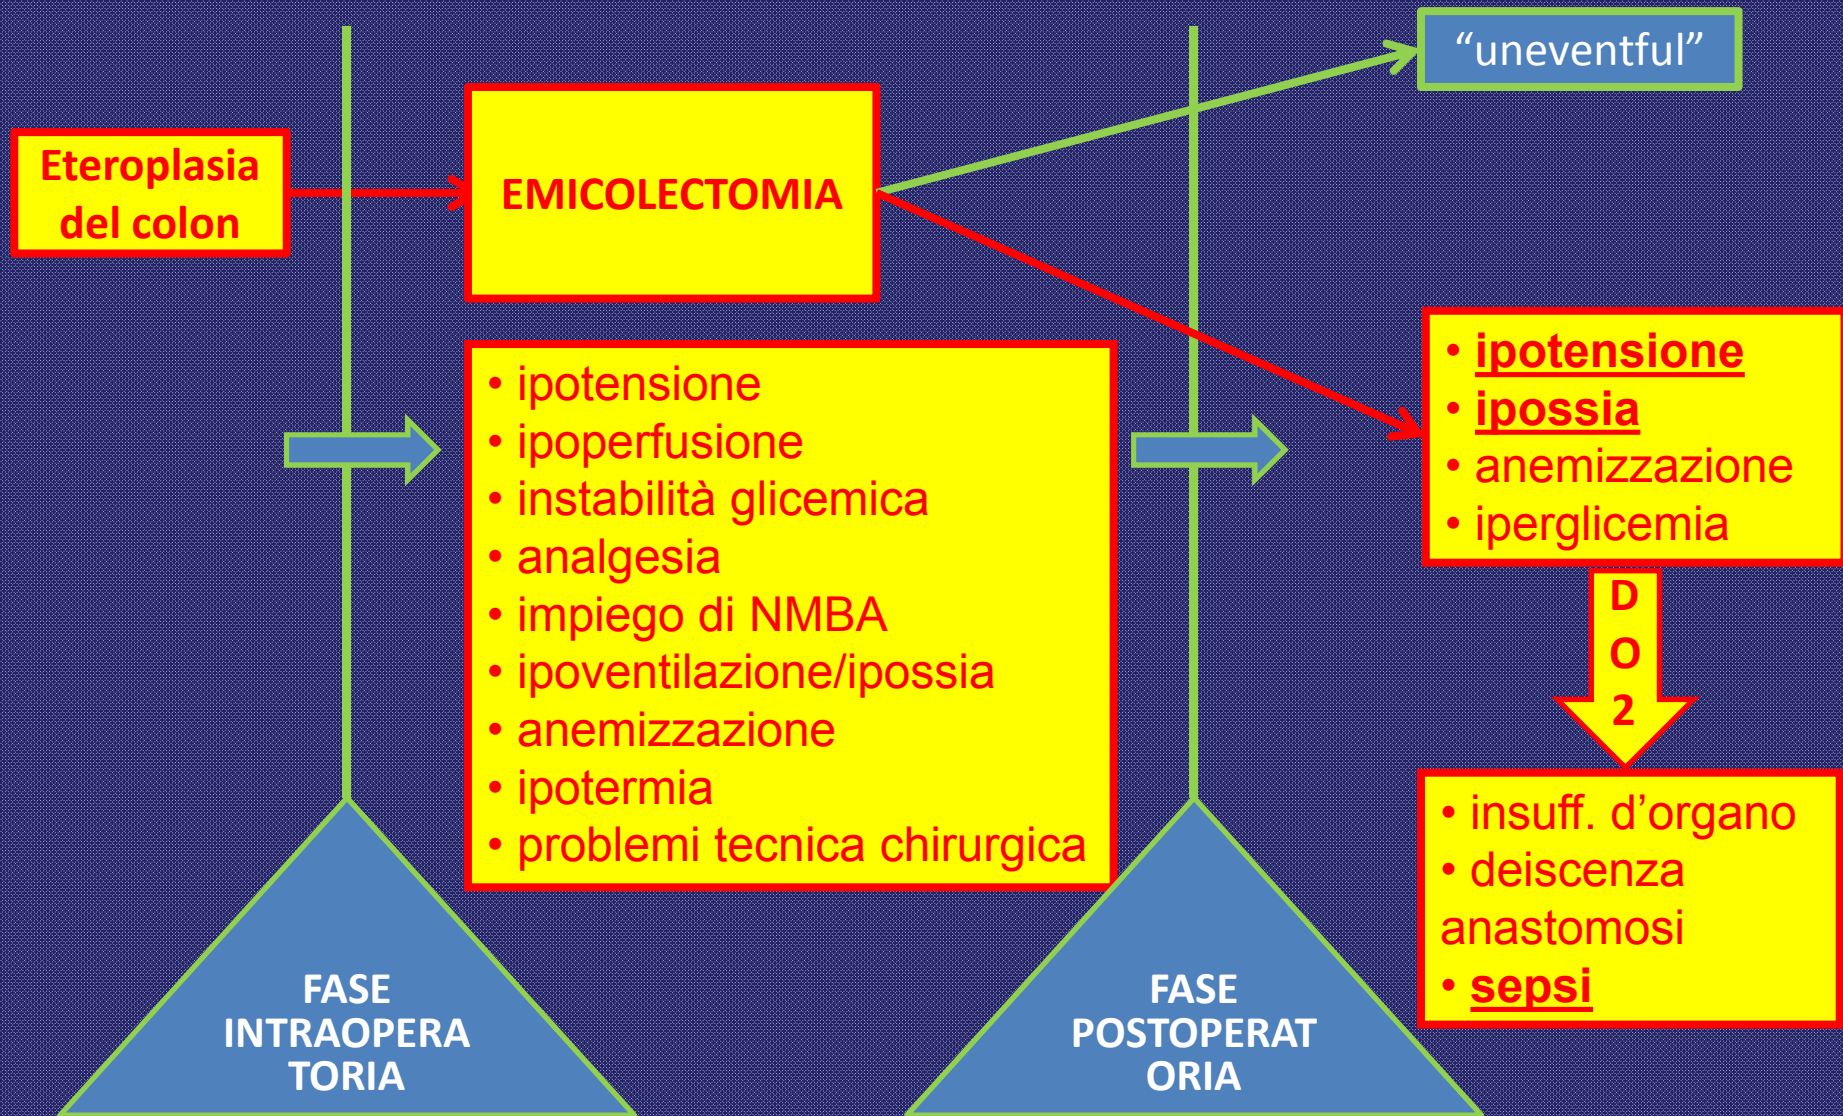 “uneventful”
Eteroplasia
del colon
EMICOLECTOMIA
• ipotensione
• ipoperfusione
• instabilità glicemica
• analgesia
• impiego di NMBA
• ipoventilazione/ipossia
• anemizzazione
• ipotermia
• problemi tecnica chirurgica
• ipotensione
• ipossia
• anemizzazione
• iperglicemia
D
O
2
• insuff. d’organo
• deiscenza
anastomosi
• sepsi
FASE
INTRAOPERA
TORIA
FASE
POSTOPERAT
ORIA